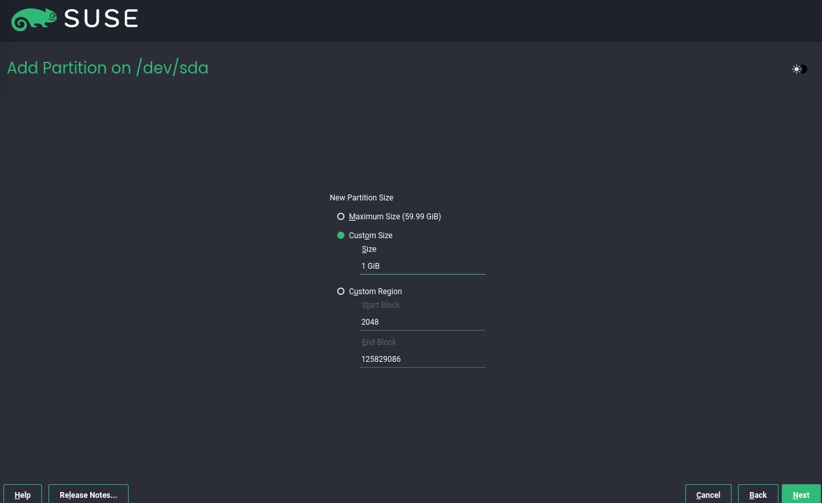 SUSE
Add Partition on /dev/sda
New Partition Size
Maximum Size (59.99 GiB)
Custom Size
Size
1 GiB
Custom Region
Start Block
2048
End Block
125829086
Help Release Notes... Cancel Back Next